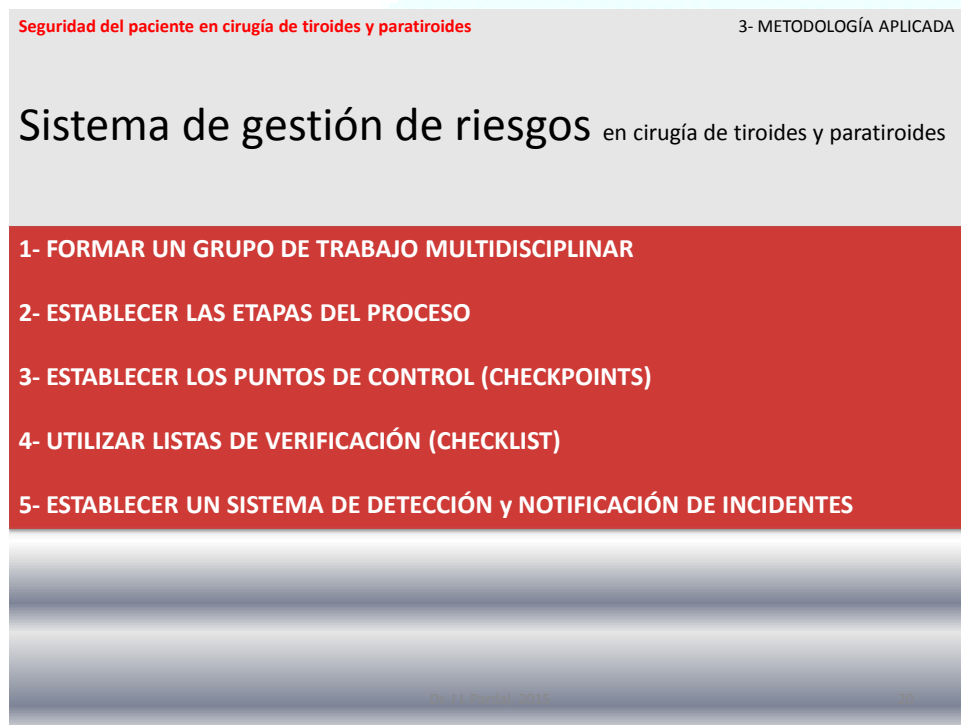 Seguridad del paciente en cirugía de tiroides y paratiroides
3- METODOLOGÍA APLICADA
Sistema de gestión de riesgos en cirugía de tiroides y paratiroides
1- FORMAR UN GRUPO DE TRABAJO MULTIDISCIPLINAR
2- ESTABLECER LAS ETAPAS DEL PROCESO
3- ESTABLECER LOS PUNTOS DE CONTROL (CHECKPOINTS)
4- UTILIZAR LISTAS DE VERIFICACIÓN (CHECKLIST)
5- ESTABLECER UN SISTEMA DE DETECCIÓN y NOTIFICACIÓN DE INCIDENTES